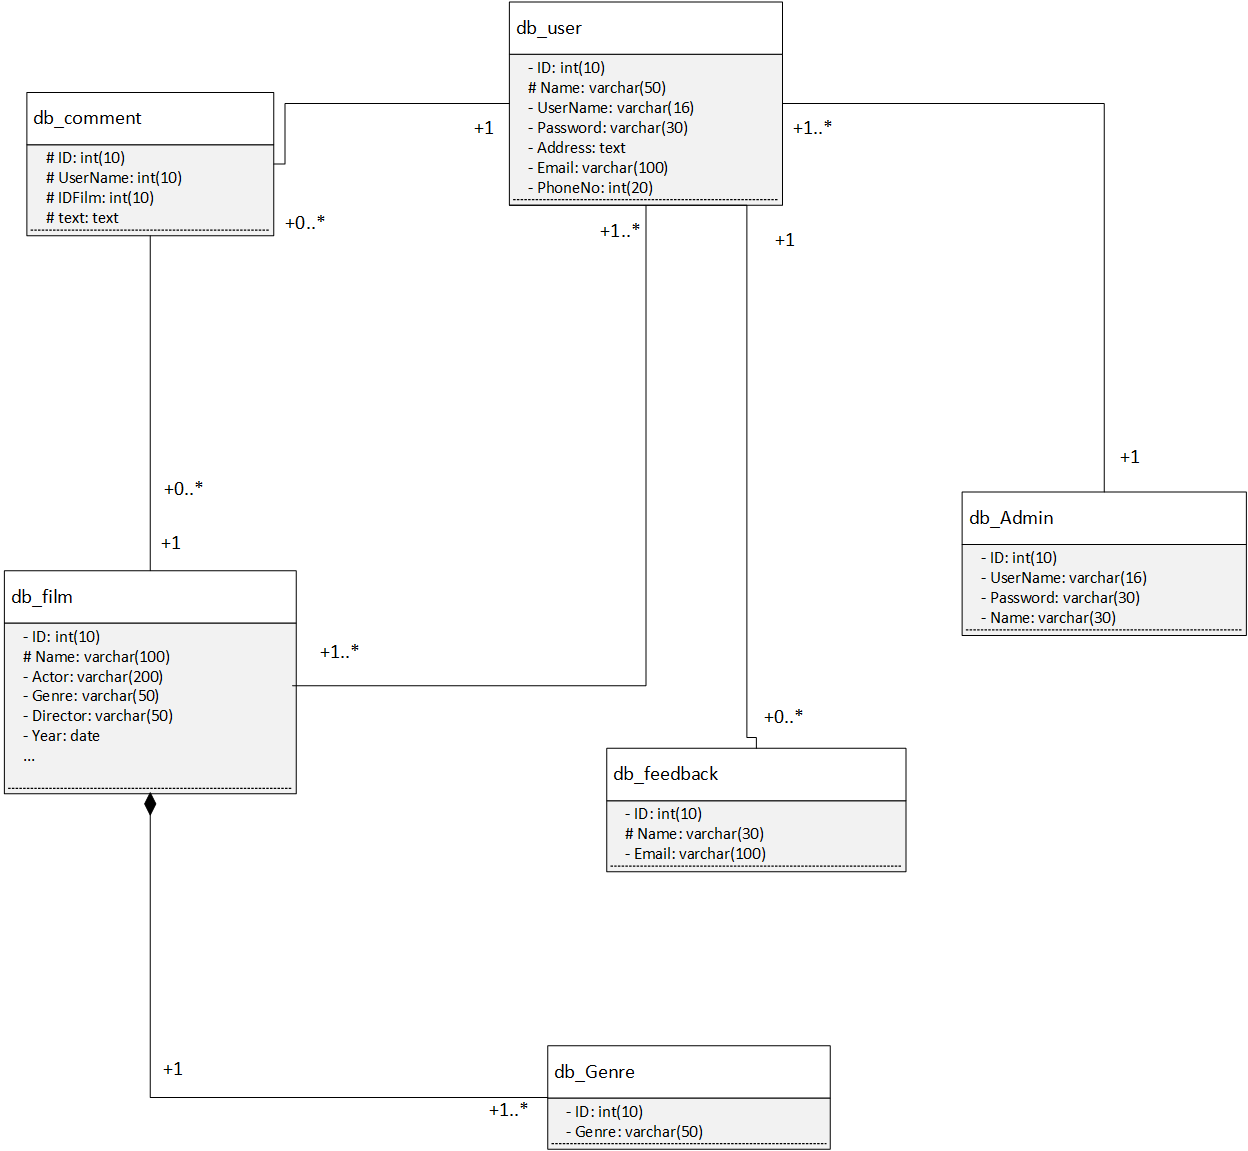 db_user
- ID: int(10)
# Name: varchar(50)
- UserName: varchar(16)
- Password: varchar(30)
- Address: text
- Email: varchar(100)
- PhoneNo: int(20)
db_comment
# ID: int(10)
# UserName: int(10)
# IDFilm: int(10)
# text: text
+1
+1..*
+0..*
+1..*
+1
+1
+0..*
+1
db_Admin
- ID: int(10)
- UserName: varchar(16)
- Password: varchar(30)
- Name: varchar(30)
db_film
- ID: int(10)
# Name: varchar(100)
- Actor: varchar(200)
- Genre: varchar(50)
- Director: varchar(50)
- Year: date
...
+1..*
+0..*
db_feedback
- ID: int(10)
# Name: varchar(30)
- Email: varchar(100)
+1
+1..*
db_Genre
- ID: int(10)
- Genre: varchar(50)